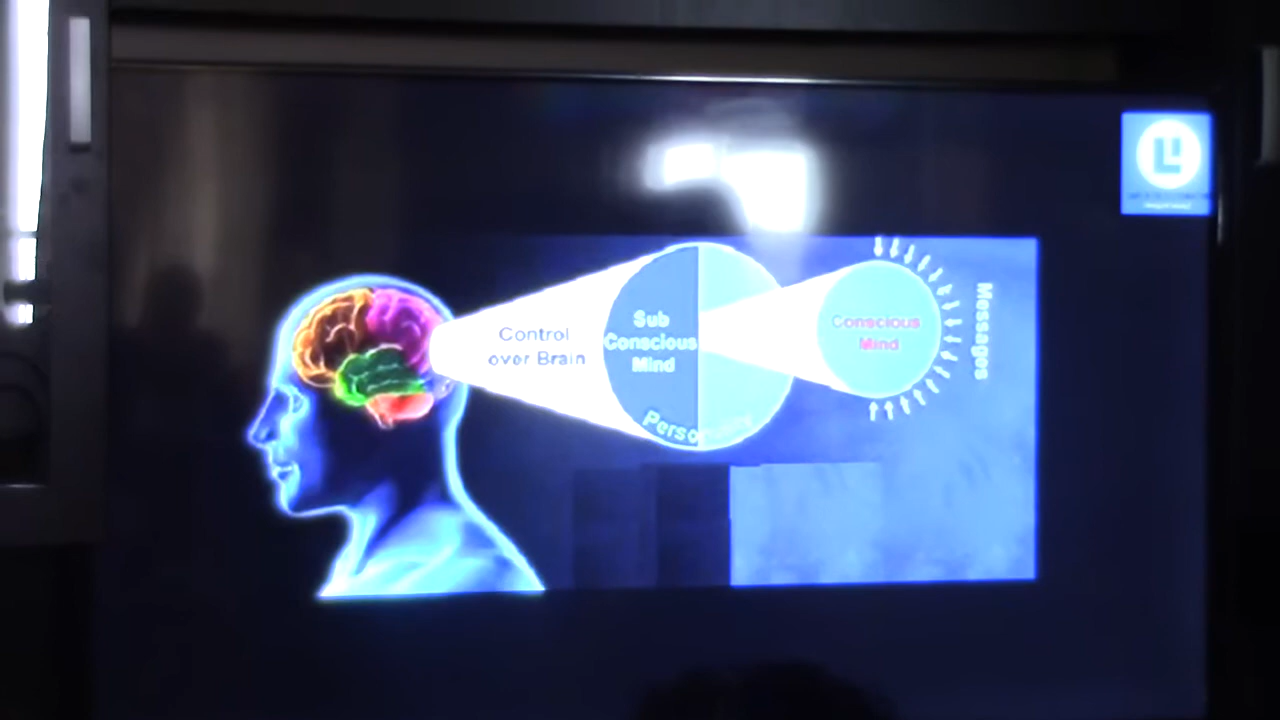 Control
over Brain
Sub
Conscious
Mind
Conscious
Mind
Messages